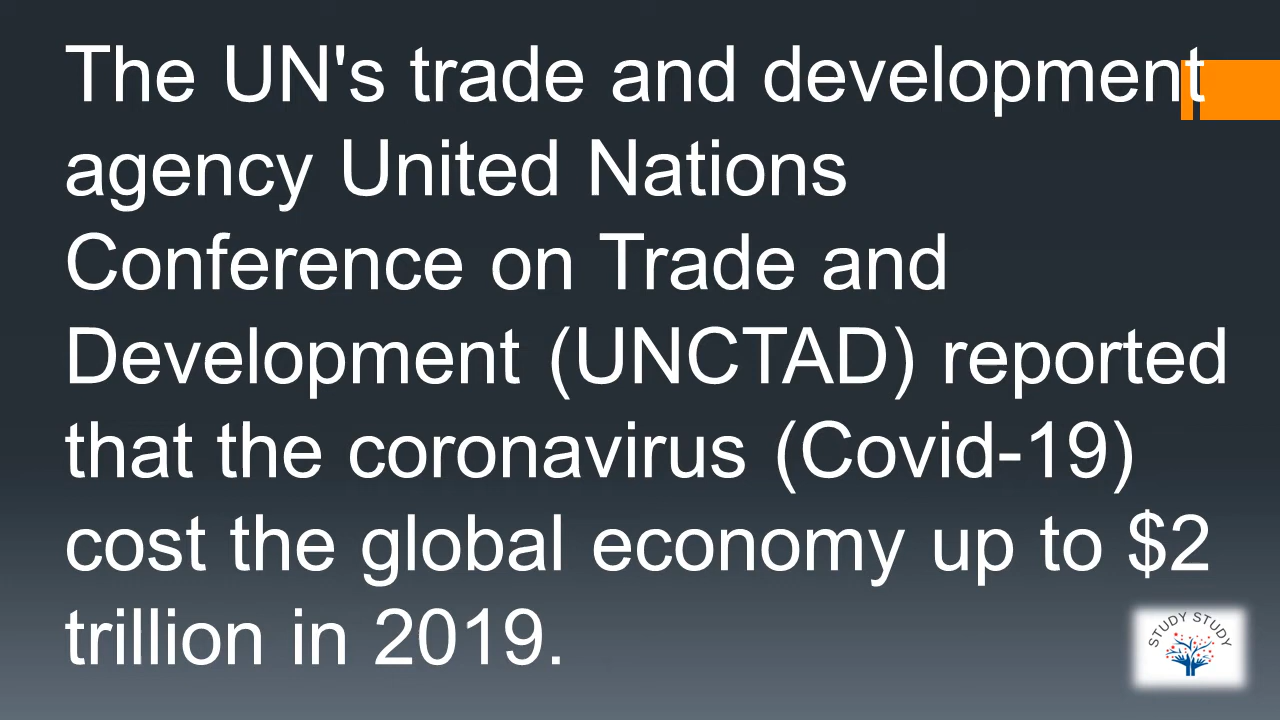 The UN's trade and development
agency United Nations
Conference on Trade and
Development (UNCTAD) reported
that the coronavirus (Covid-19)
cost the global economy up to $2
trillion in 2019.
STUDY STUDY